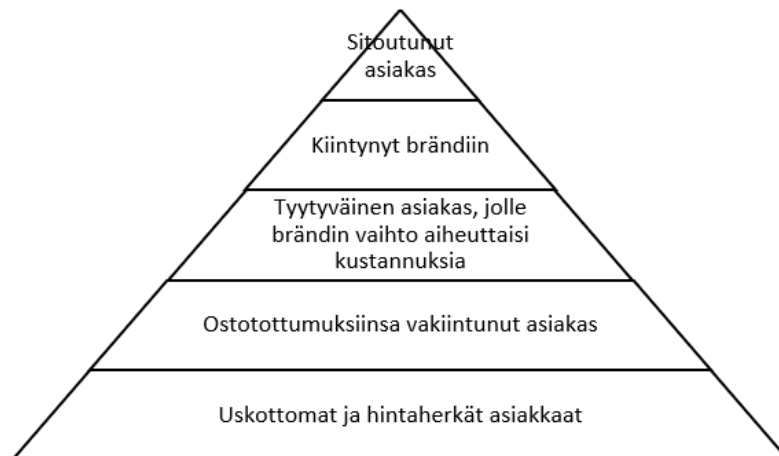 Sitoutunut
asiakas
Kiintynyt brändiin
Tyytyväinen asiakas, jolle
brändin vaihto aiheuttaisi
kustannuksia
Ostotottumuksiinsa vakiintunut asiakas
Uskottomat ja hintaherkät asiakkaat